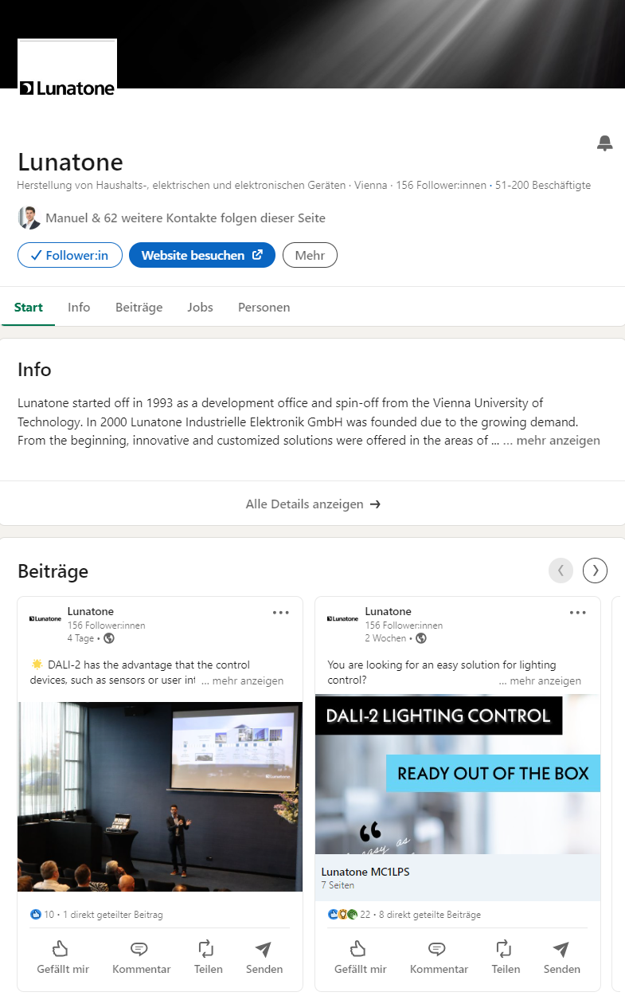 Lunatone
Lunatone
Herstellung von Haushalts-, elektrischen und elektronischen Geräten · Vienna · 156 Follower:innen · 51-200 Beschäftigte
Manuel & 62 weitere Kontakte folgen dieser Seite
Follower:in
Website besuchen
Mehr
Start
Info
Beiträge
Jobs
Personen
Info
Lunatone started off in 1993 as a development office and spin-off from the Vienna University of
Technology. In 2000 Lunatone Industrielle Elektronik GmbH was founded due to the growing demand.
From the beginning, innovative and customized solutions were offered in the areas of ... … mehr anzeigen
Alle Details anzeigen →
Beiträge
Lunatone
Lunatone
156 Follower:innen
4 Tage •
🌟 DALI-2 has the advantage that the control
devices, such as sensors or user int … mehr anzeigen
Lunatone
10 · 1 direkt geteilter Beitrag
Gefällt mir
Kommentar
Teilen
Senden
Lunatone
Lunatone
156 Follower:innen
2 Wochen •
You are looking for an easy solution for lighting
control? … mehr anzeigen
DALI-2 LIGHTING CONTROL
READY OUT OF THE BOX
“
easy as
Lunatone MC1LPS
7 Seiten
22 · 8 direkt geteilte Beiträge
Gefällt mir
Kommentar
Teilen
Senden